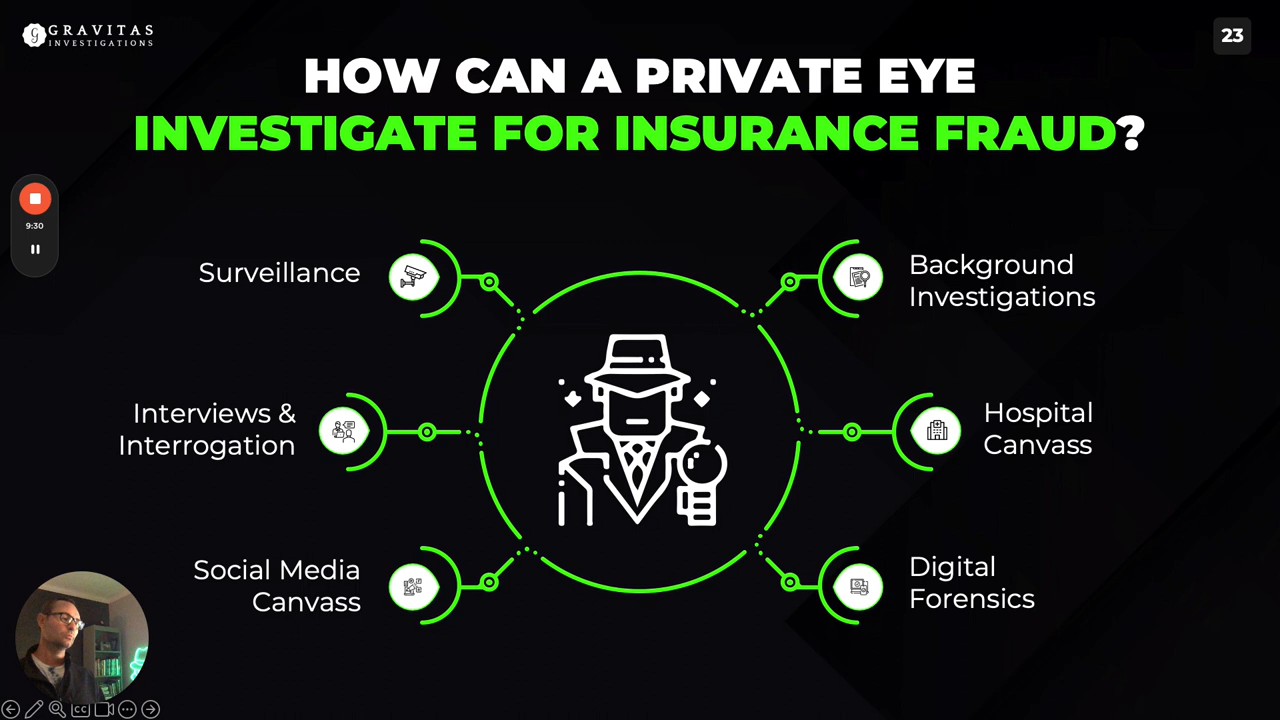 GRAVITAS
INVESTIGATIONS
23
HOW CAN A PRIVATE EYE
INVESTIGATE FOR INSURANCE FRAUD?
9:30
Surveillance
Background
Investigations
Interviews &
Interrogation
Hospital
Canvass
Social Media
Canvass
Digital
Forensics
CC